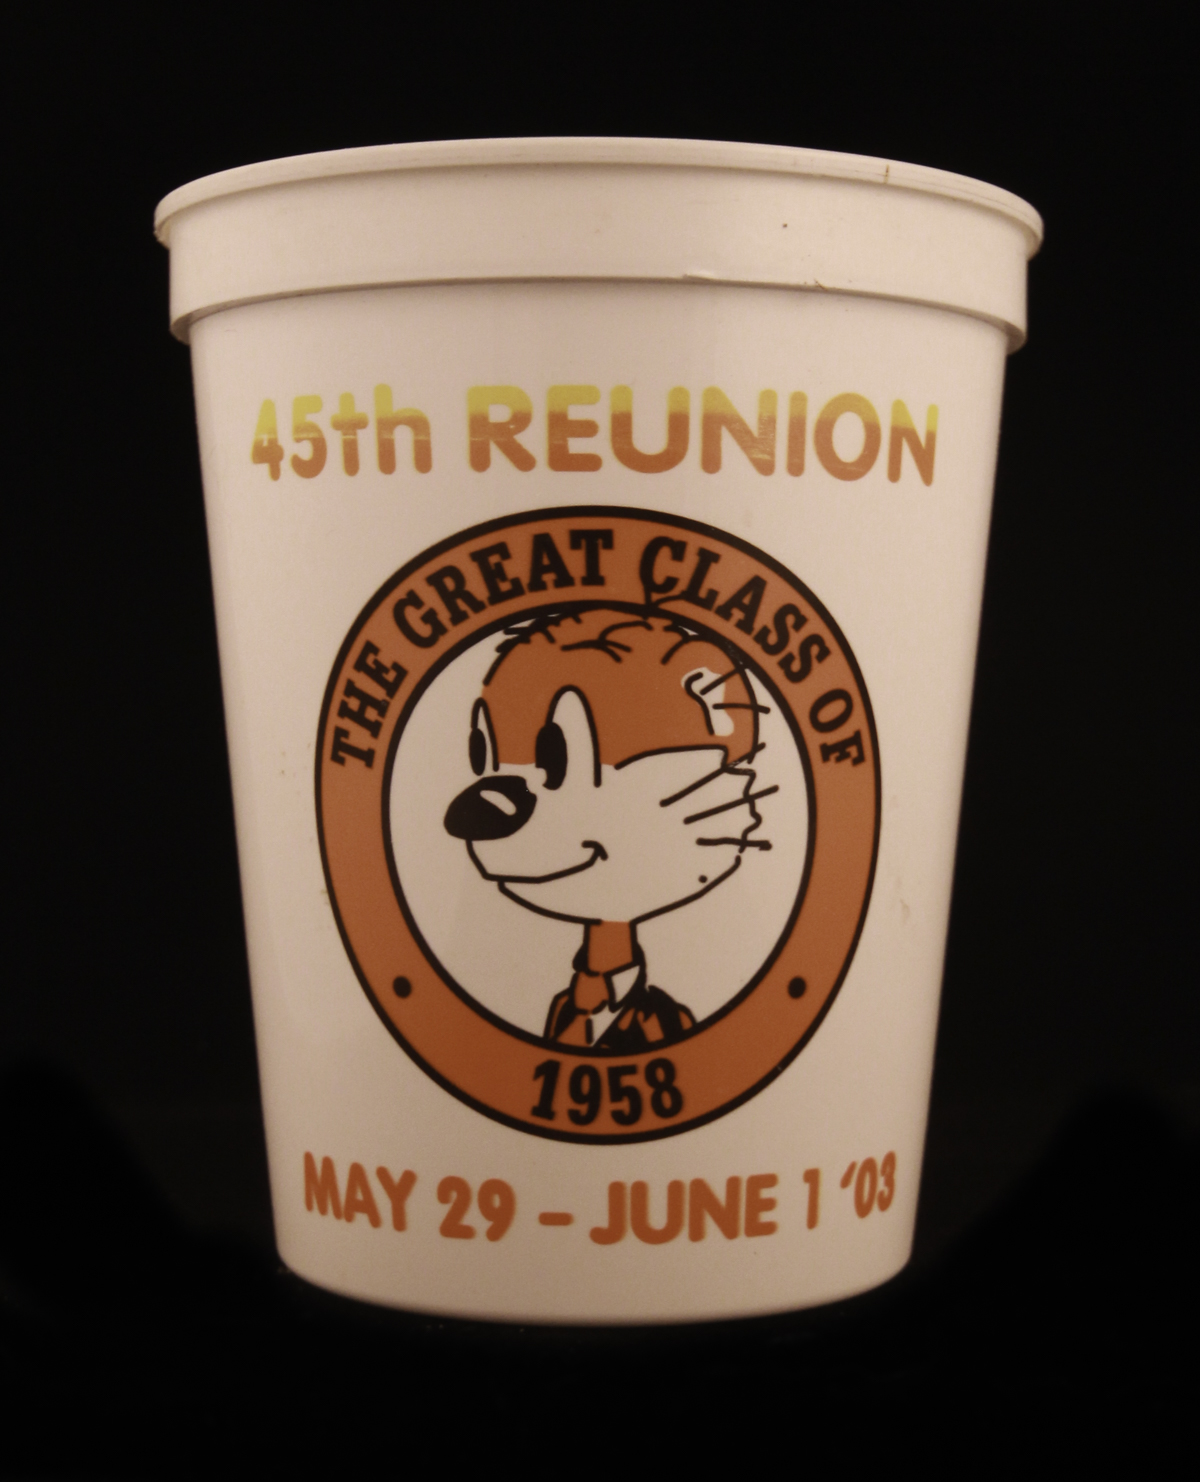 45th REUNION
THE GREAT CLASS OF
1958
MAY 29 - JUNE 1 '03